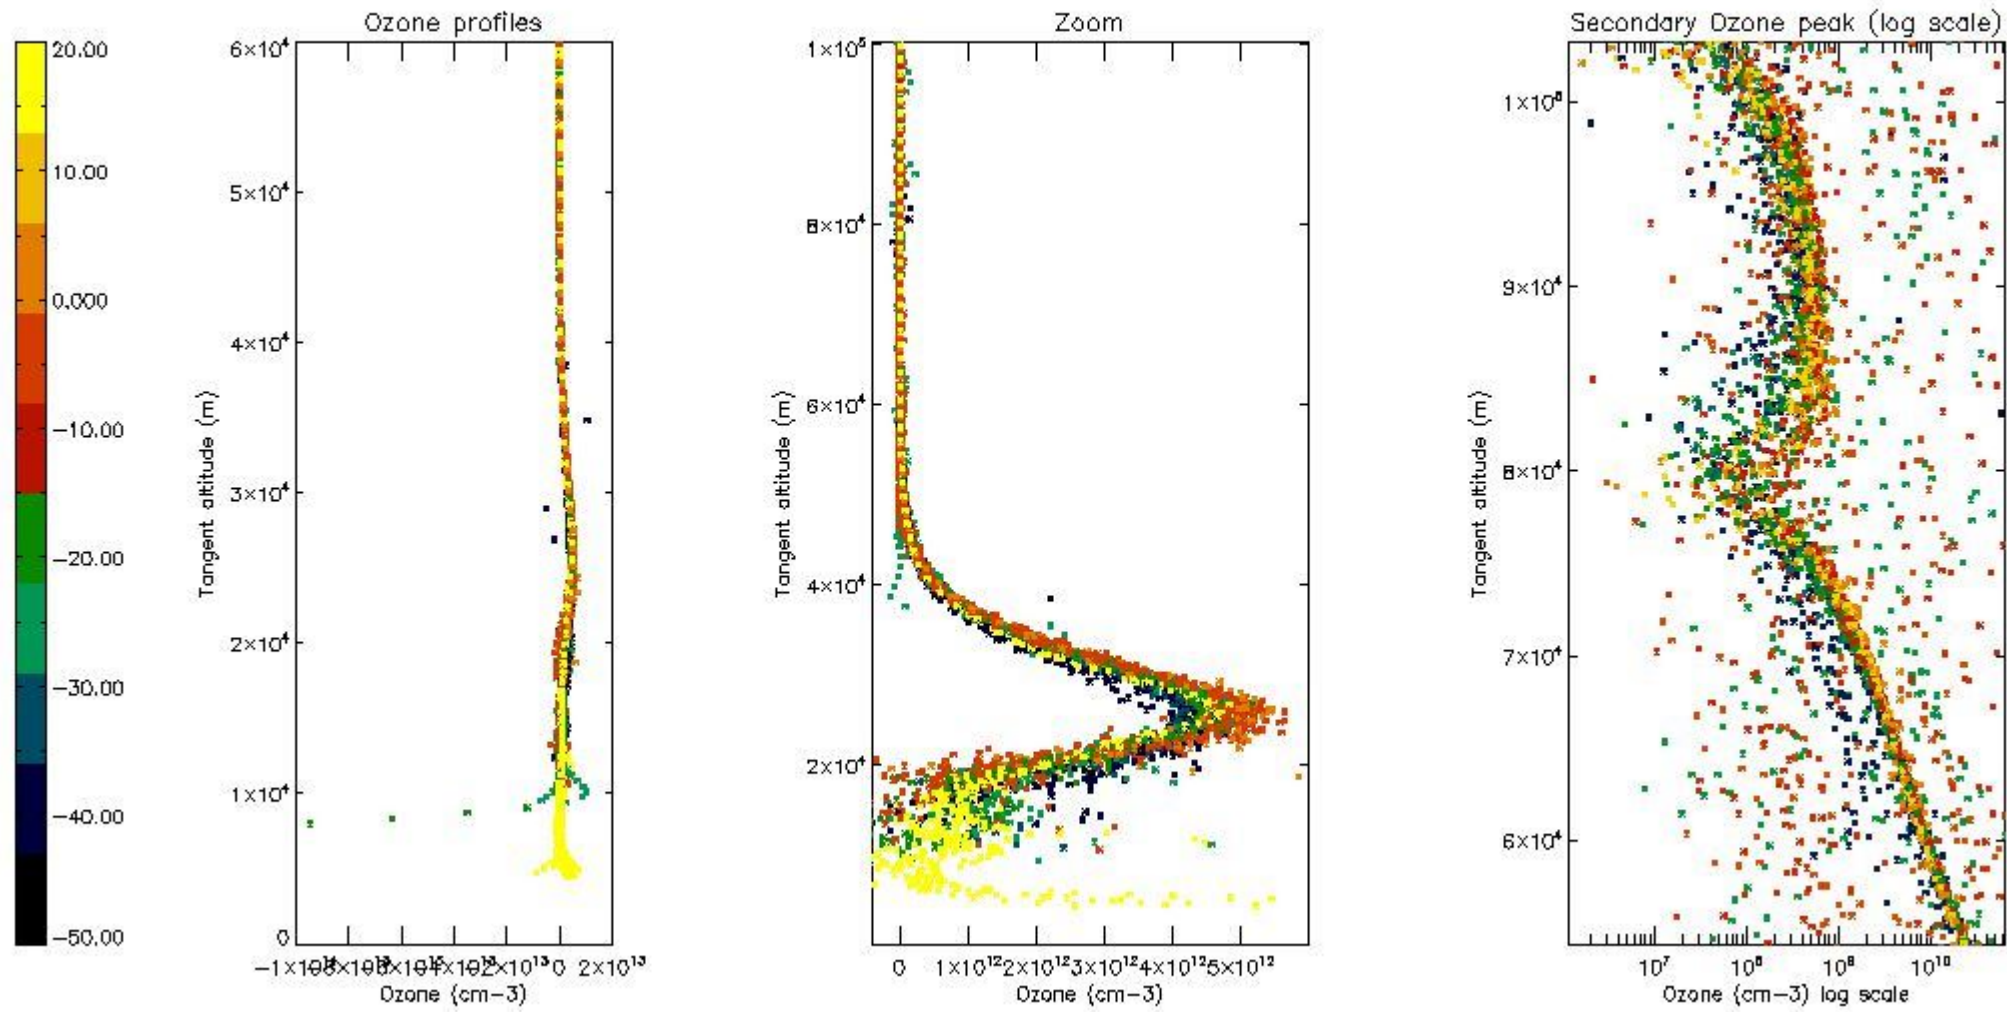 Ozone profiles
Zoom
Secondary Ozone peak (log scale)
20.00
10.00
0.000
−10.00
−20.00
−30.00
−40.00
−50.00
6×10⁴
5×10⁴
4×10⁴
3×10⁴
2×10⁴
1×10⁴
0
Tangent altitude (m)
0 2×10¹³
Ozone (cm−3)
1×10⁵
8×10⁴
6×10⁴
4×10⁴
2×10⁴
Tangent altitude (m)
0 1×10¹² 2×10¹² 3×10¹² 4×10¹² 5×10¹²
Ozone (cm−3)
1×10⁵
9×10⁴
8×10⁴
7×10⁴
6×10⁴
Tangent altitude (m)
10⁷ 10⁸ 10⁹ 10¹⁰
Ozone (cm−3) log scale